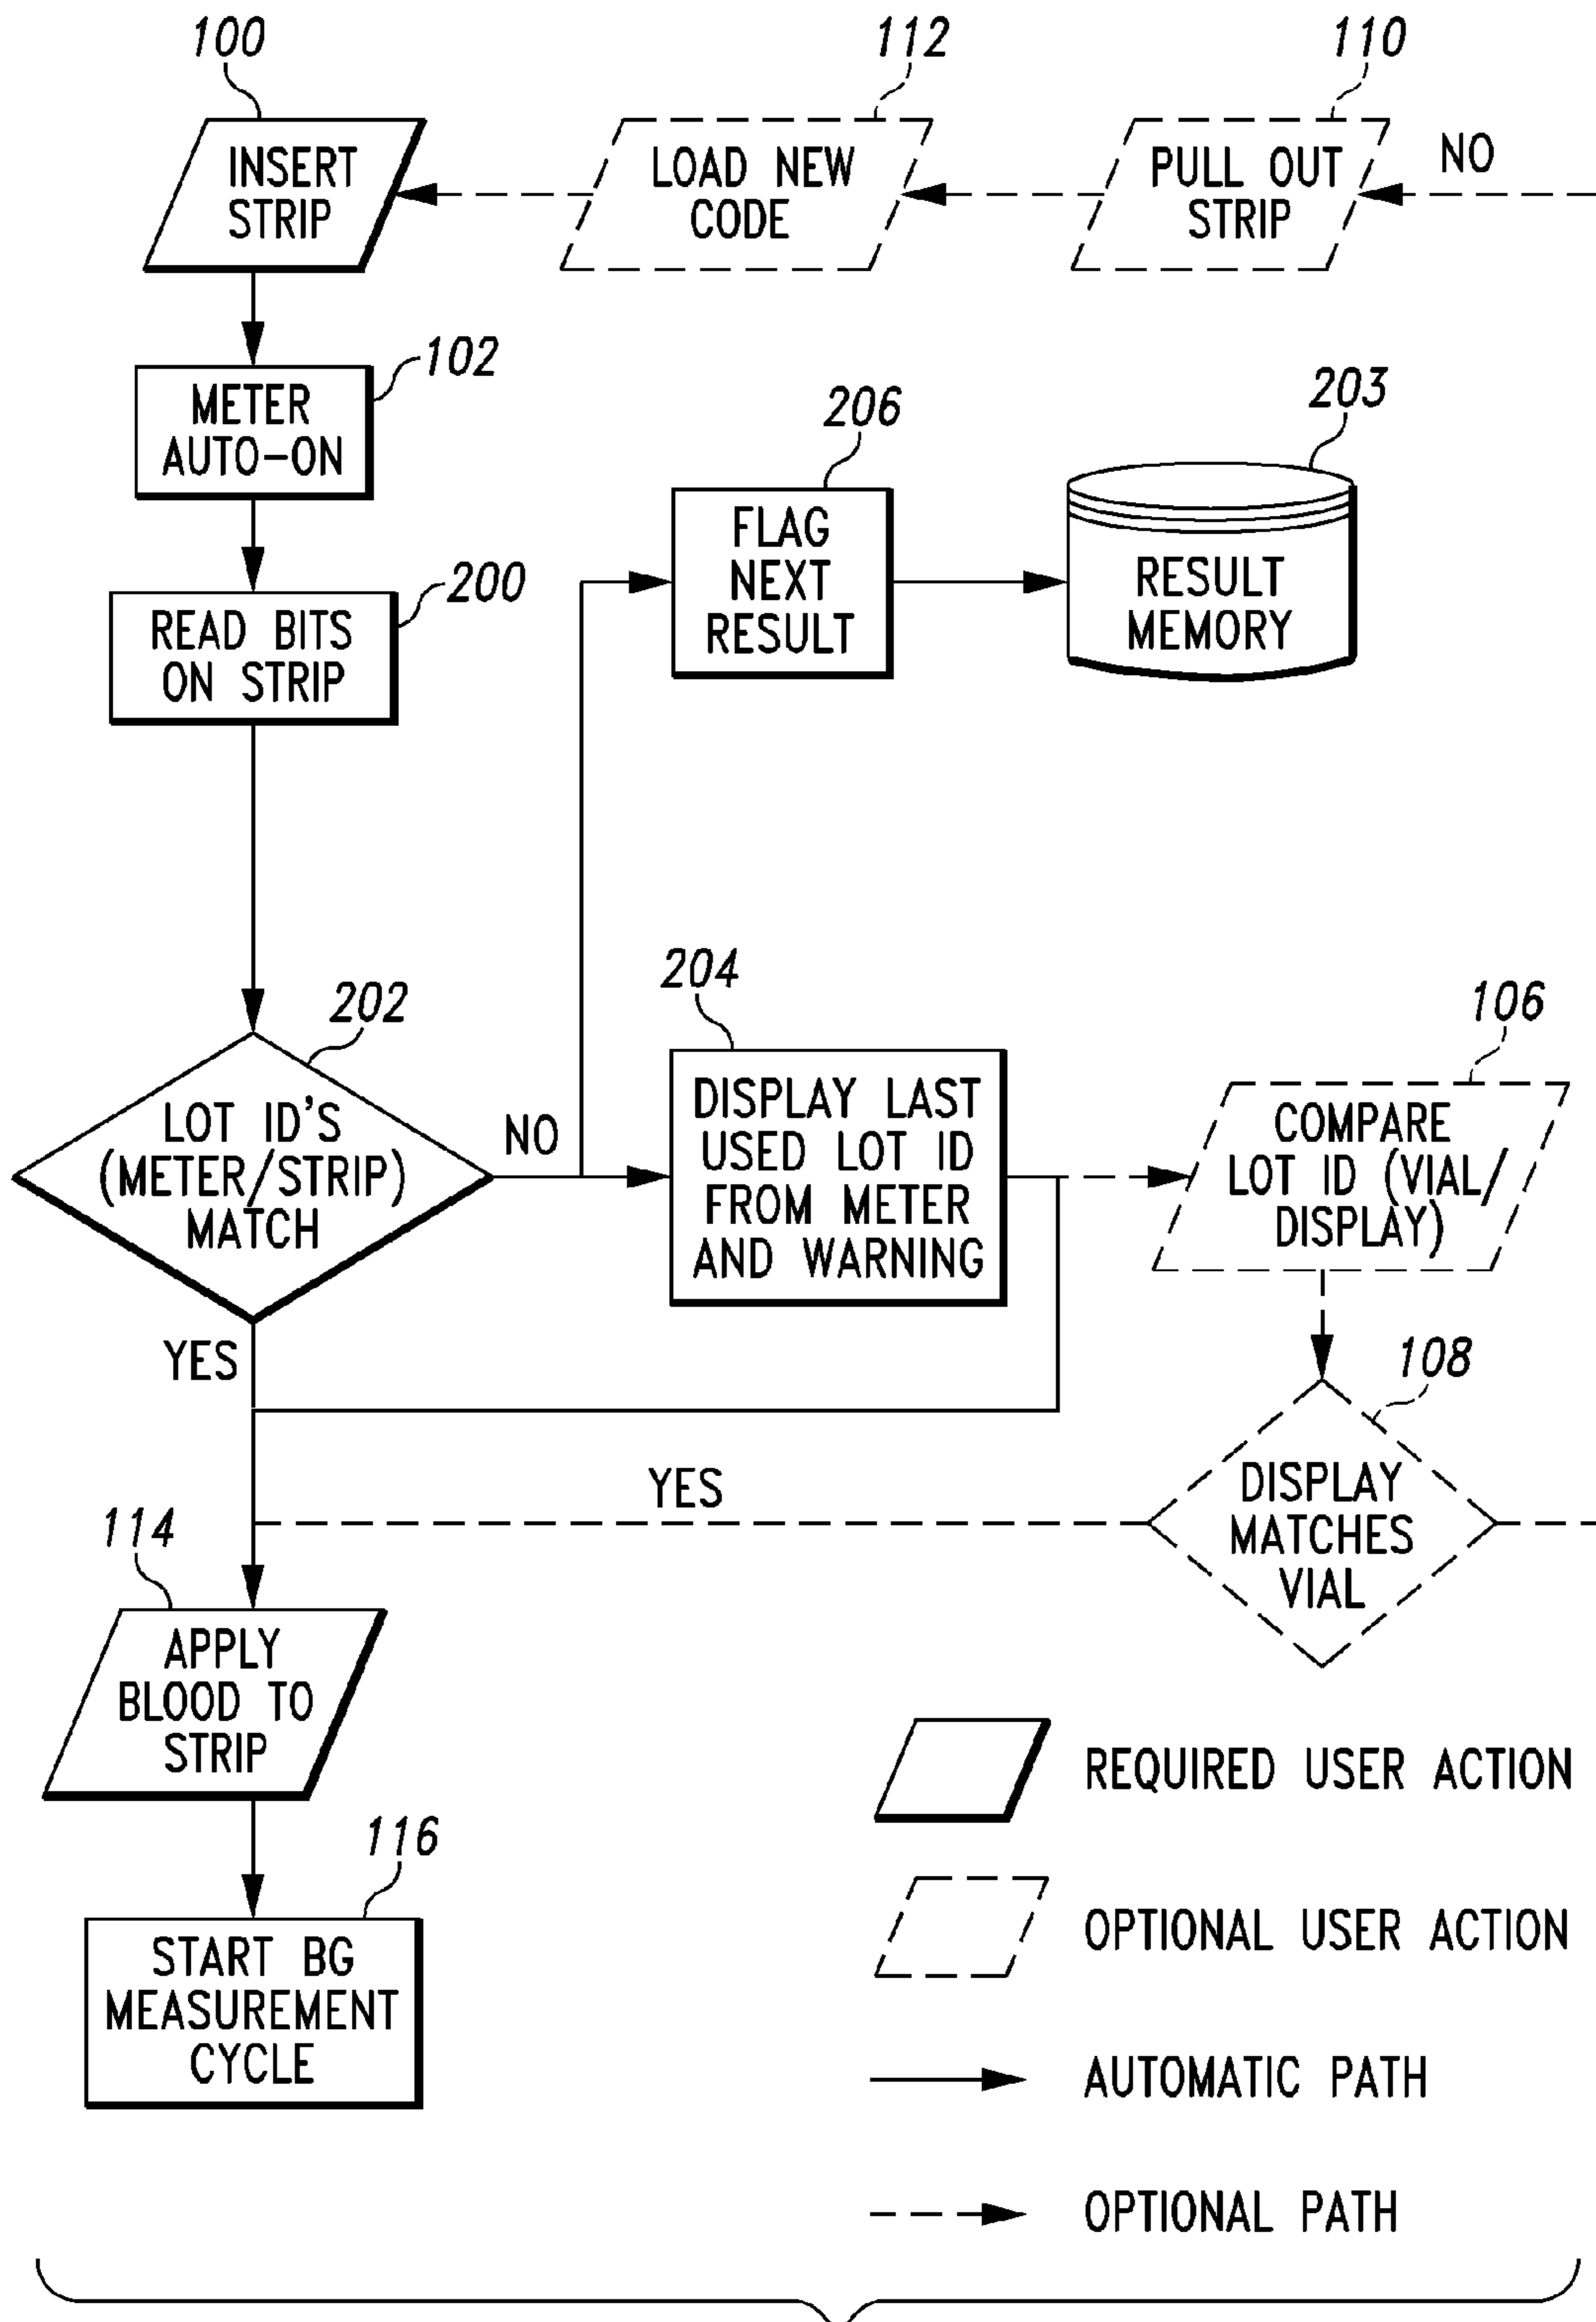 100
112
110
INSERT
STRIP
LOAD NEW
CODE
PULL OUT
STRIP
NO
102
METER
AUTO-ON
206
203
200
READ BITS
ON STRIP
FLAG
NEXT
RESULT
RESULT
MEMORY
202
204
106
LOT ID'S
(METER/STRIP)
MATCH
NO
DISPLAY LAST
USED LOT ID
FROM METER
AND WARNING
COMPARE
LOT ID (VIAL/
DISPLAY)
YES
108
YES
DISPLAY
MATCHES
VIAL
114
APPLY
BLOOD TO
STRIP
116
START BG
MEASUREMENT
CYCLE
REQUIRED USER ACTION
OPTIONAL USER ACTION
AUTOMATIC PATH
OPTIONAL PATH